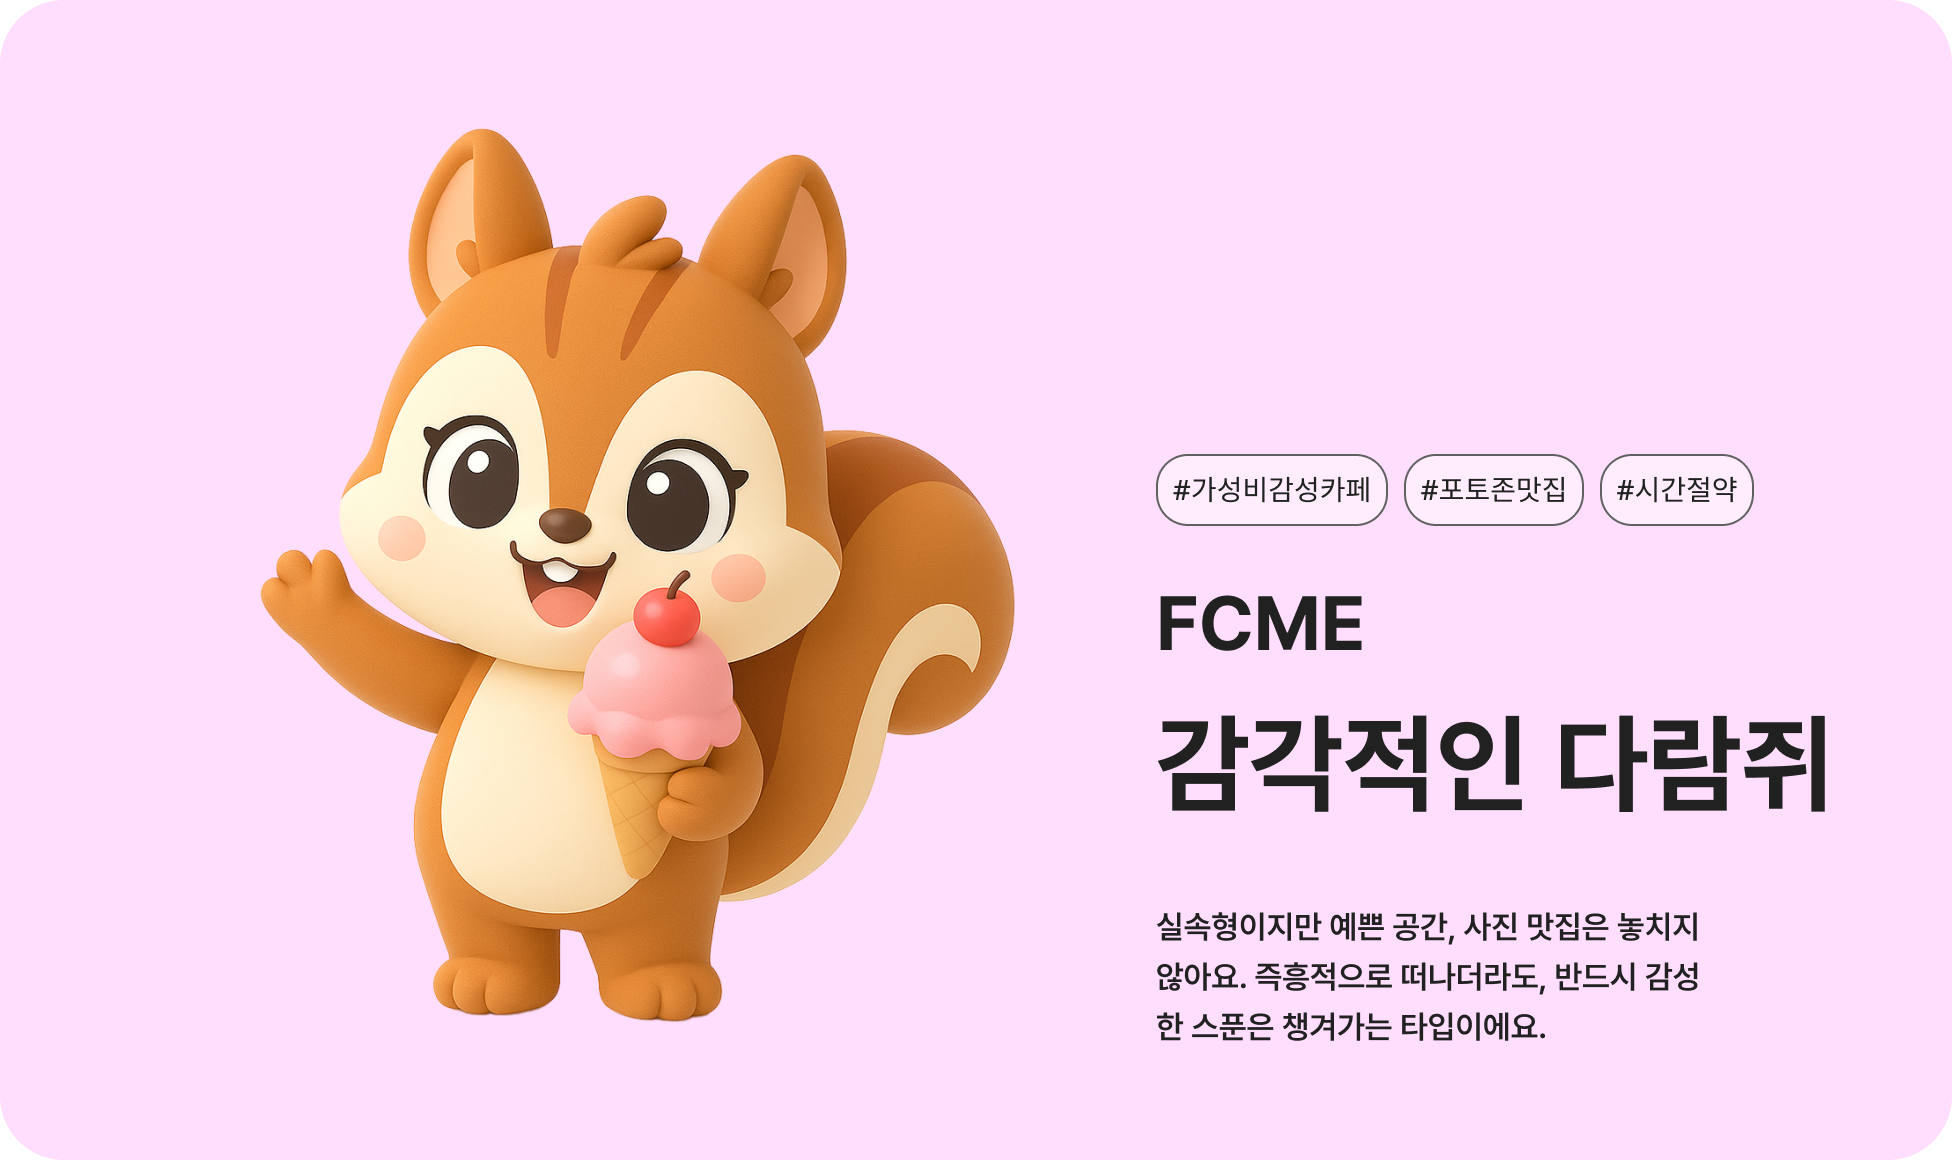 #가성비감성카페 #포토존맛집 #시간절약
FCME
감각적인 다람쥐
실속형이지만 예쁜 공간, 사진 맛집은 놓치지
않아요. 즉흥적으로 떠나더라도, 반드시 감성
한 스푼은 챙겨가는 타입이에요.